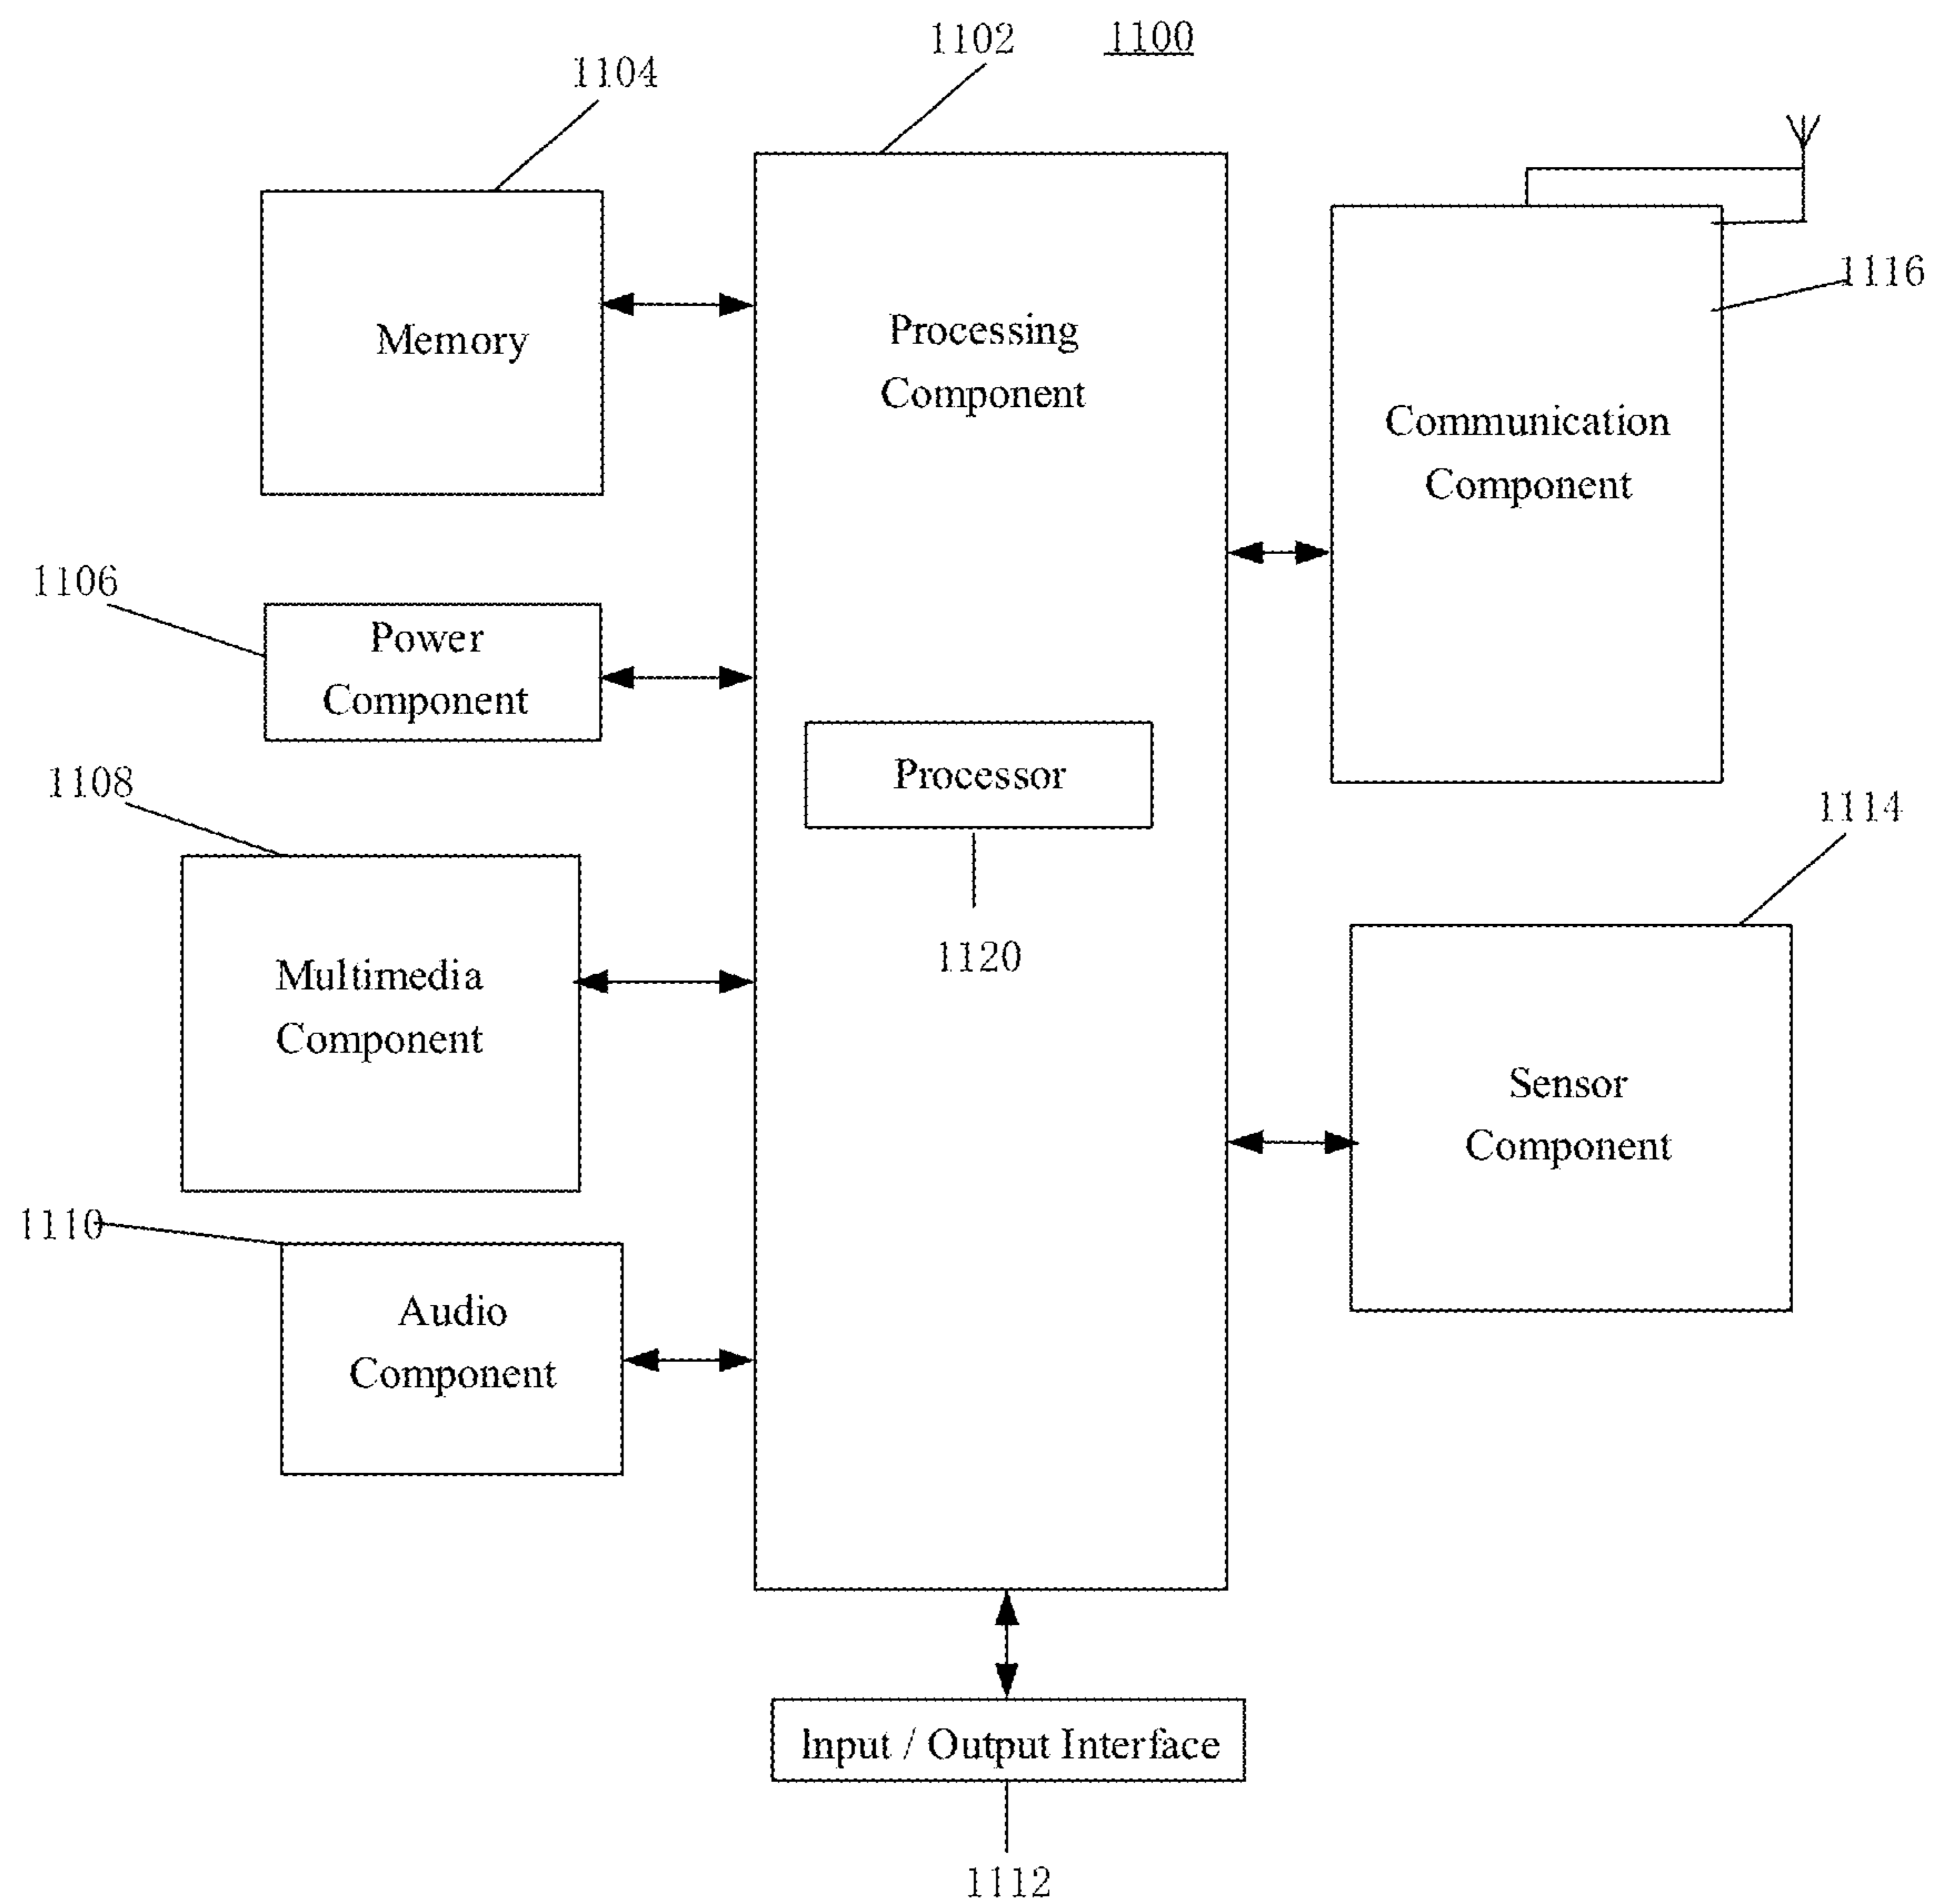 1102
1100
1104
Memory
Processing
Component
1116
Communication
Component
1106
Power
Component
Processor
1120
1108
Multimedia
Component
1114
Sensor
Component
1110
Audio
Component
Input / Output Interface
1112